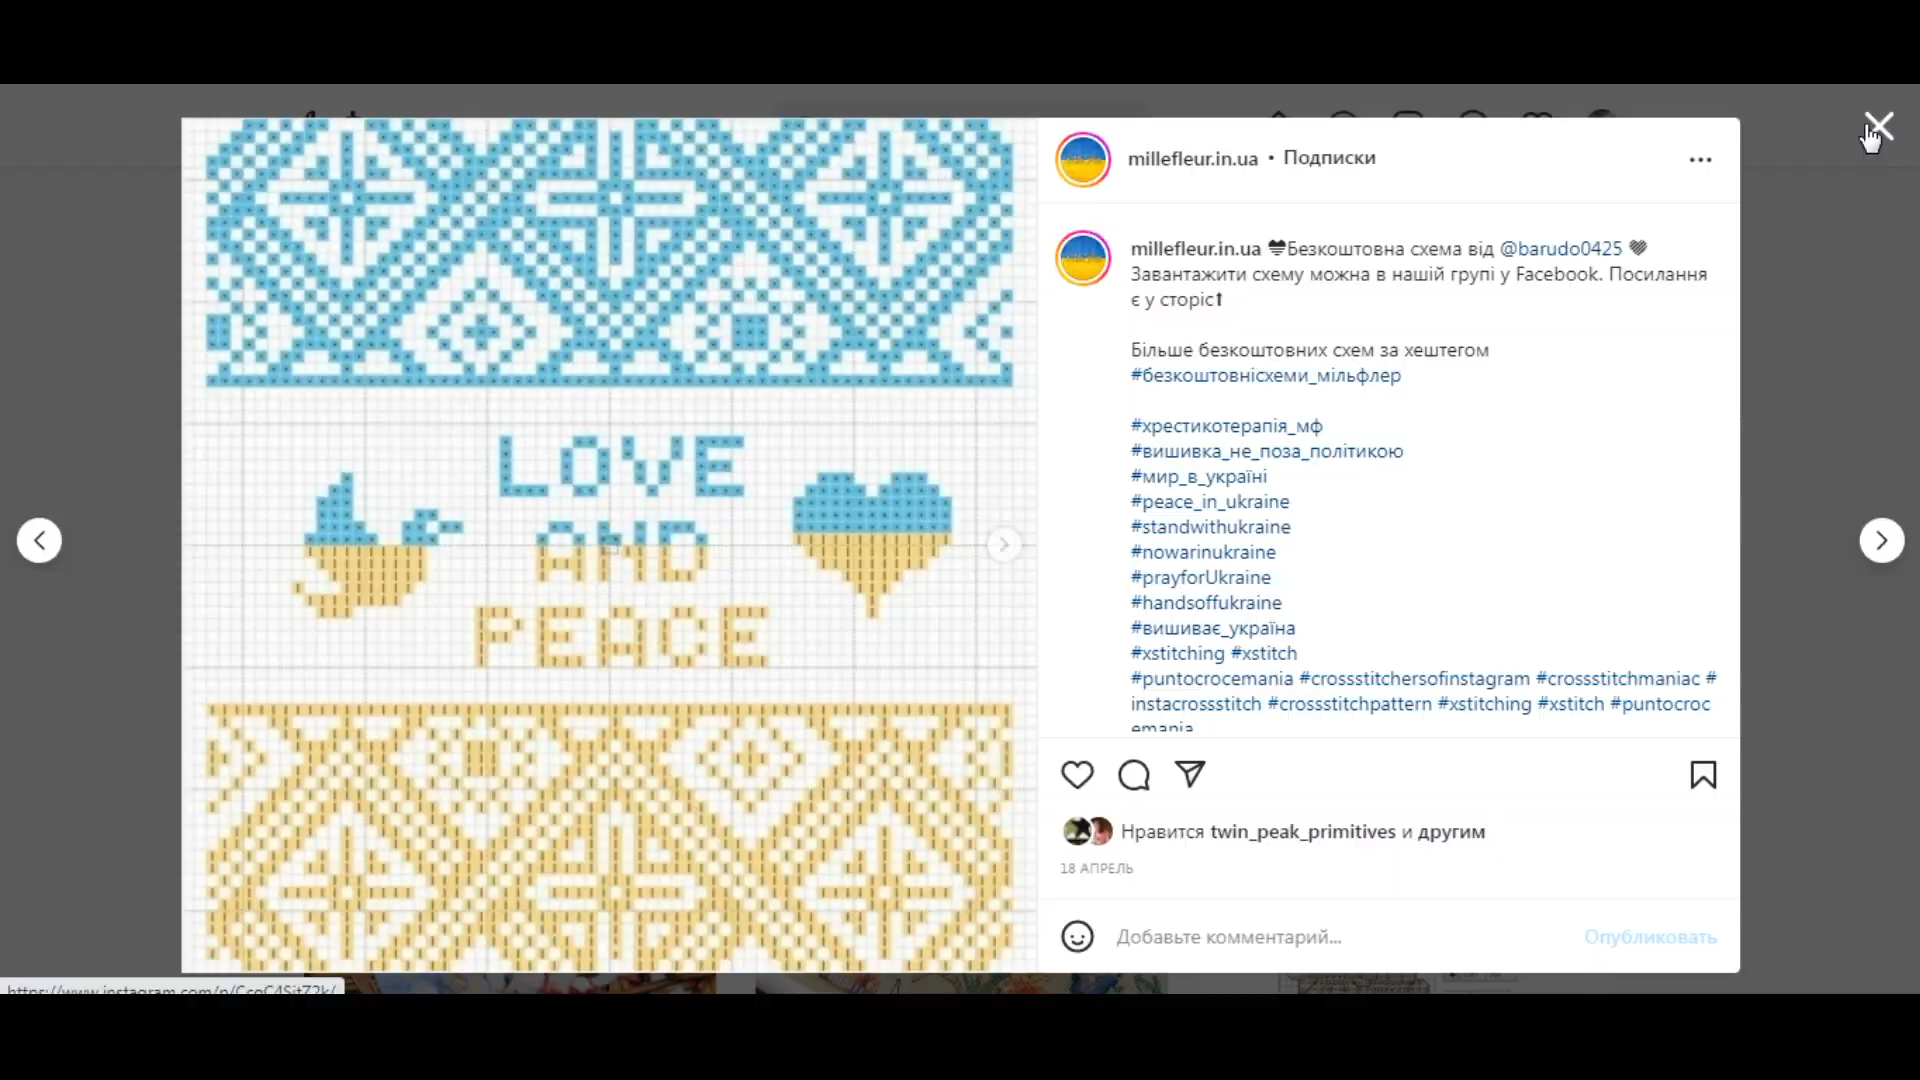 LOVE
AND
PEACE
millefleur.in.ua • Подписки
millefleur.in.ua Безкоштовна схема від @barudo0425
Завантажити схему можна в нашій групі у Facebook. Посилання
є у сторіс
Більше безкоштовних схем за хештегом
#безкоштовнісхеми_мільфлер
#хрестикотерапія_мф
#вишивка_не_поза_політикою
#мир_в_україні
#peace_in_ukraine
#standwithukraine
#nowarinukraine
#prayforUkraine
#handsoffukraine
#вишиває_україна
#xstitching #xstitch
#puntocrocemania #crossstitchersofinstagram #crossstitchmaniac #
instacrossstitch #crossstitchpattern #xstitching #xstitch #puntocroc
emania
Нравится twin_peak_primitives и другим
18 АПРЕЛЬ
Добавьте комментарий...
Опубликовать